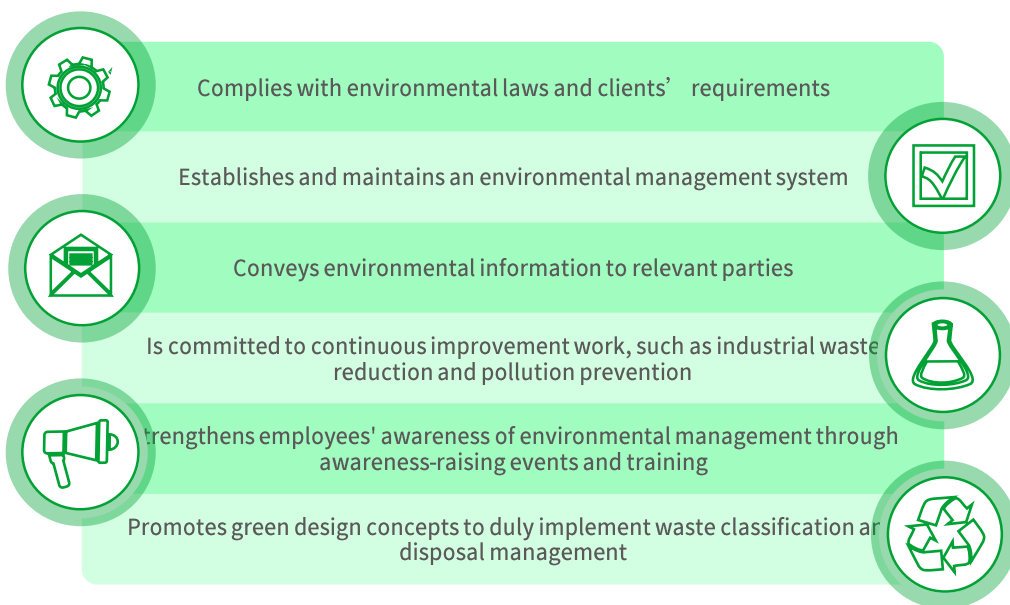 Complies with environmental laws and clients’ requirements
Establishes and maintains an environmental management system
Conveys environmental information to relevant parties
Is committed to continuous improvement work, such as industrial waste
reduction and pollution prevention
trengthens employees' awareness of environmental management through
awareness-raising events and training
Promotes green design concepts to duly implement waste classification
disposal management